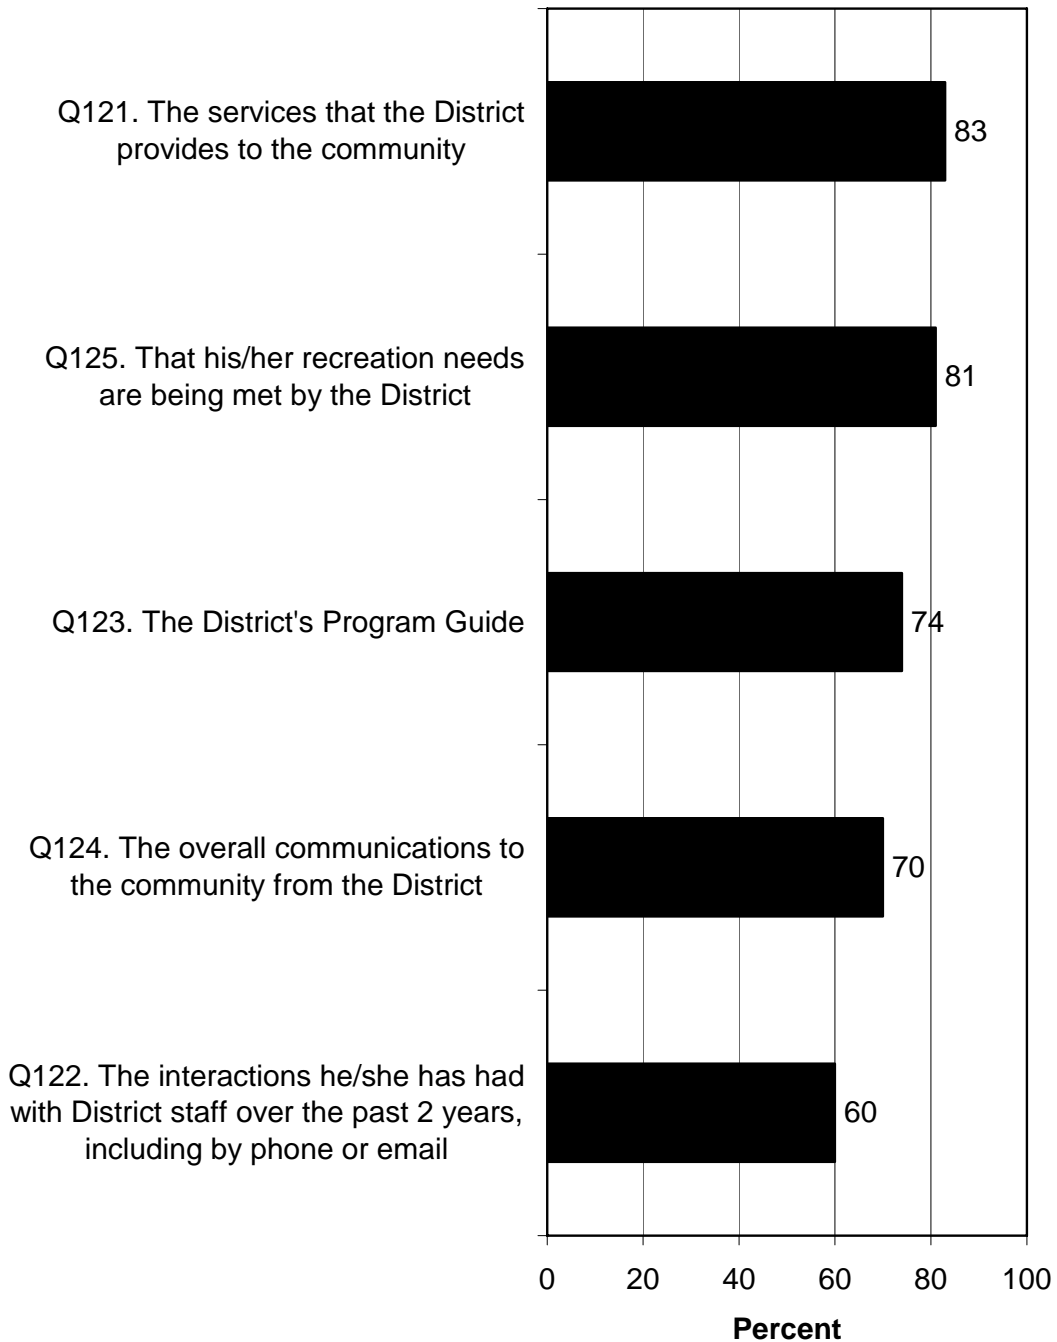 Q121. The services that the District
provides to the community
83
Q125. That his/her recreation needs
are being met by the District
81
Q123. The District's Program Guide
74
Q124. The overall communications to
the community from the District
70
Q122. The interactions he/she has had
with District staff over the past 2 years,
including by phone or email
60
0 20 40 60 80 100
Percent